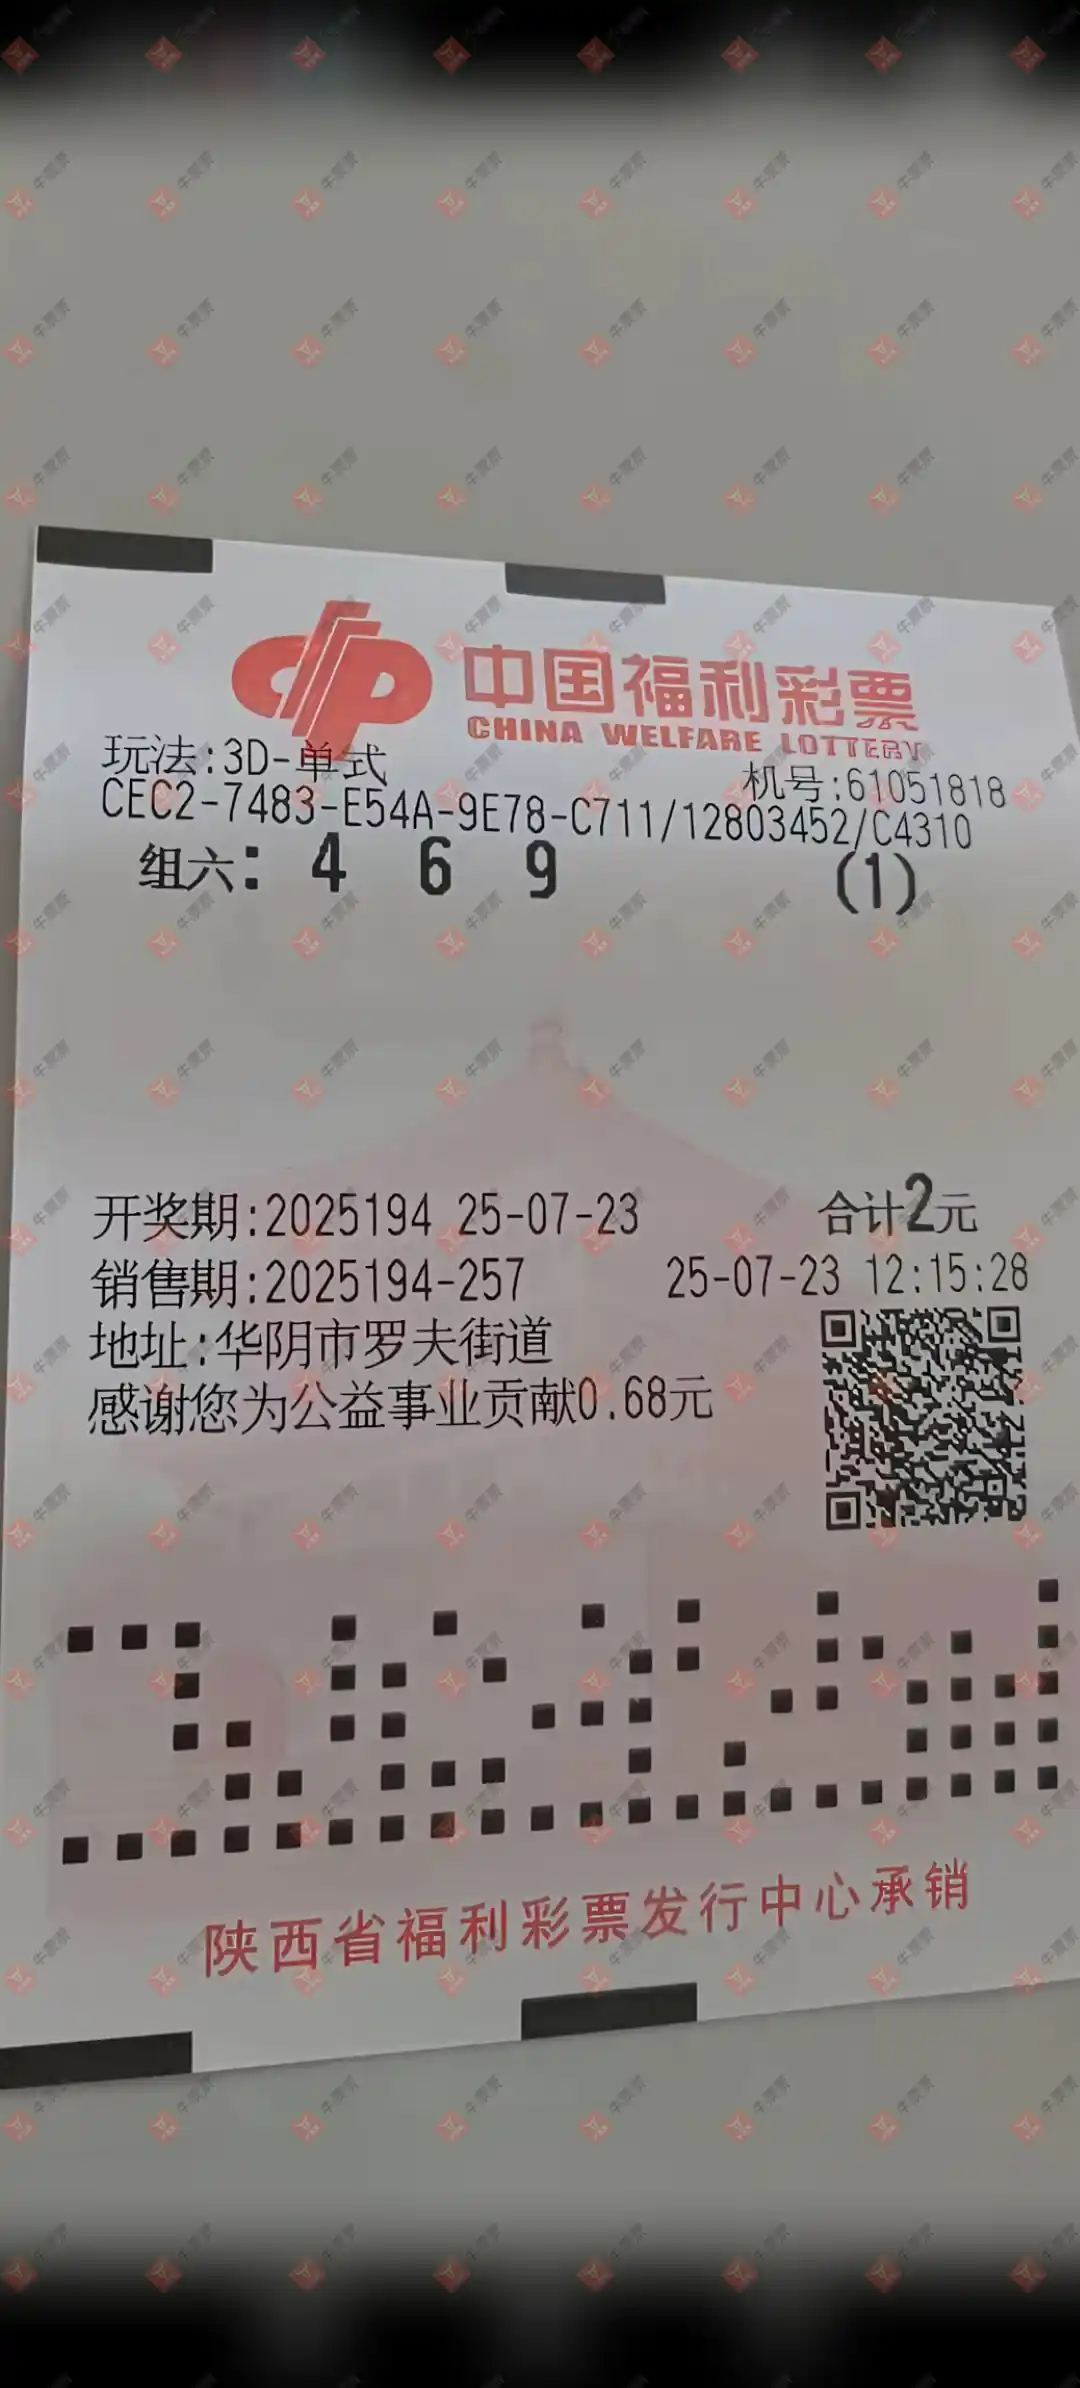 中国福利彩票
CHINA WELFARE LOTTERY
玩法:3D-单式
机号:61051818
CEC2-7483-E54A-9E78-C711/12803452/C4310
组六: 4 6 9 (1)
开奖期:2025194 25-07-23 合计2元
销售期:2025194-257 25-07-23 12:15:28
地址:华阴市罗夫街道
感谢您为公益事业贡献0.68元
陕西省福利彩票发行中心承销